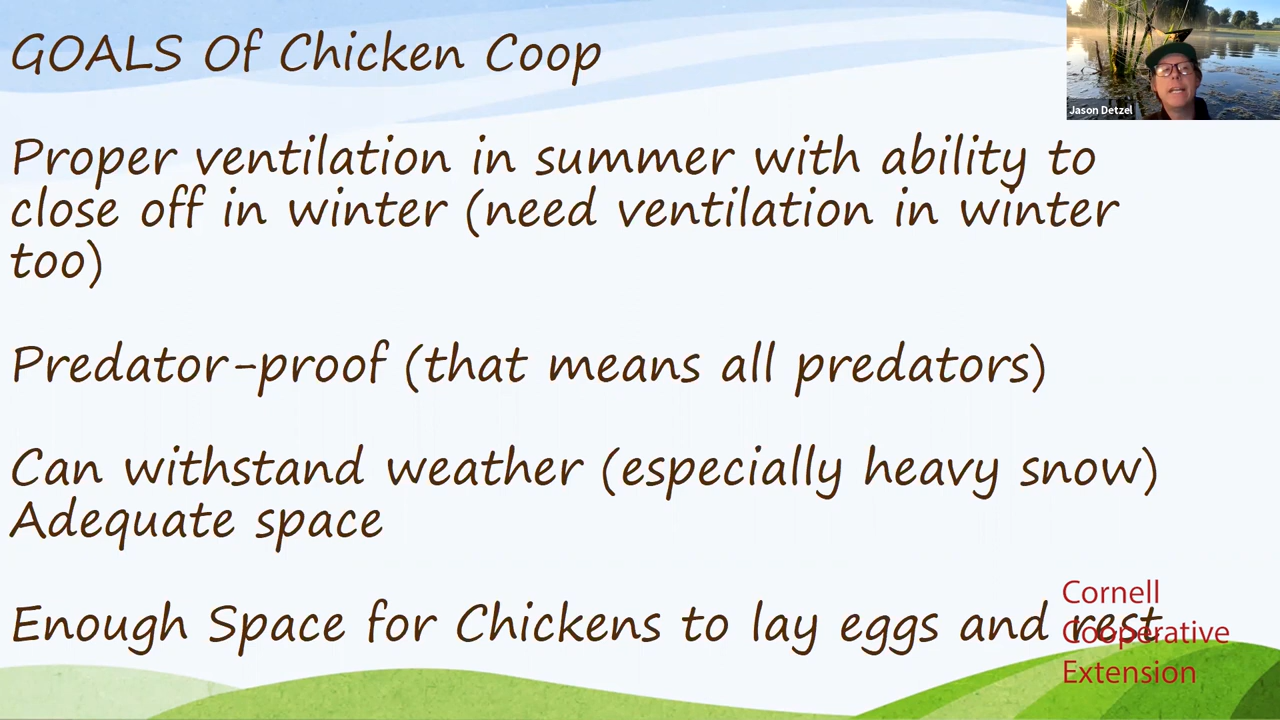 GOALS Of Chicken Coop
Jason Detzel
Proper ventilation in summer with ability to
close off in winter (need ventilation in winter
too)
Predator-proof (that means all predators)
Can withstand weather (especially heavy snow)
Adequate space
Enough Space for Chickens to lay eggs and rest
Cornell
Cooperative
Extension